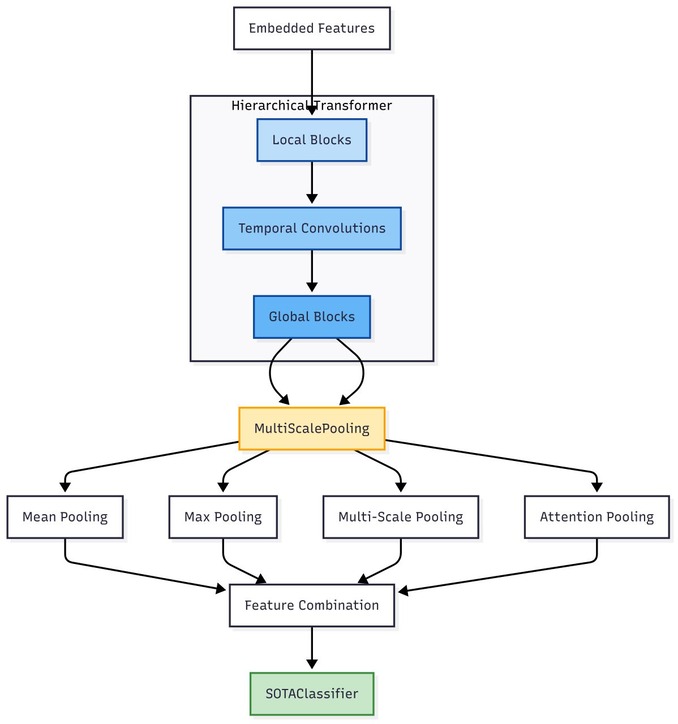 Embedded Features
Hierarchical Transformer
Local Blocks
Temporal Convolutions
Global Blocks
MultiScalePooling
Mean Pooling
Max Pooling
Multi-Scale Pooling
Attention Pooling
Feature Combination
SOTAClassifier